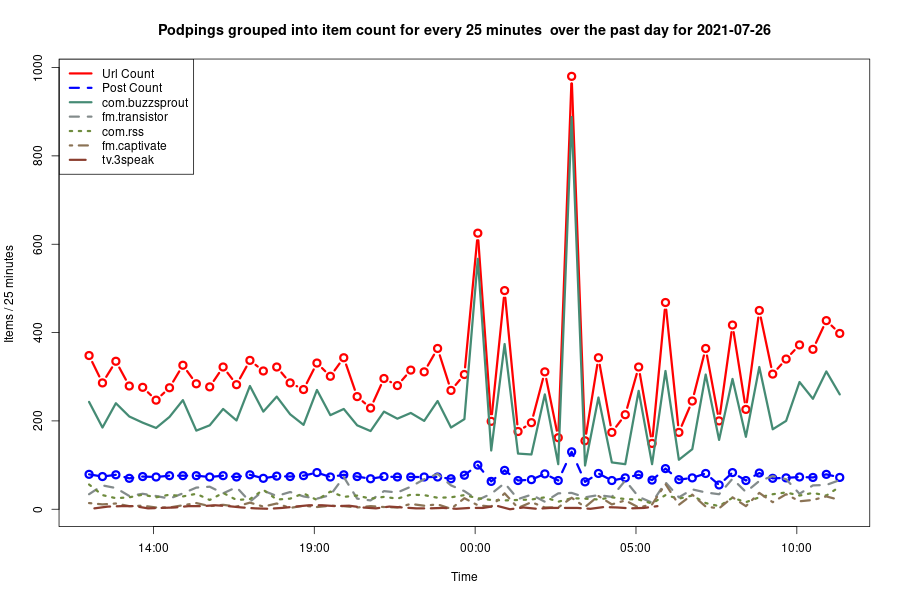 Podpings grouped into item count for every 25 minutes  over the past day for 2021-07-26
Url Count
Post Count
com.buzzsprout
fm.transistor
com.rss
fm.captivate
tv.3speak
Items / 25 minutes
1000
800
600
400
200
0
14:00
19:00
00:00
05:00
10:00
Time